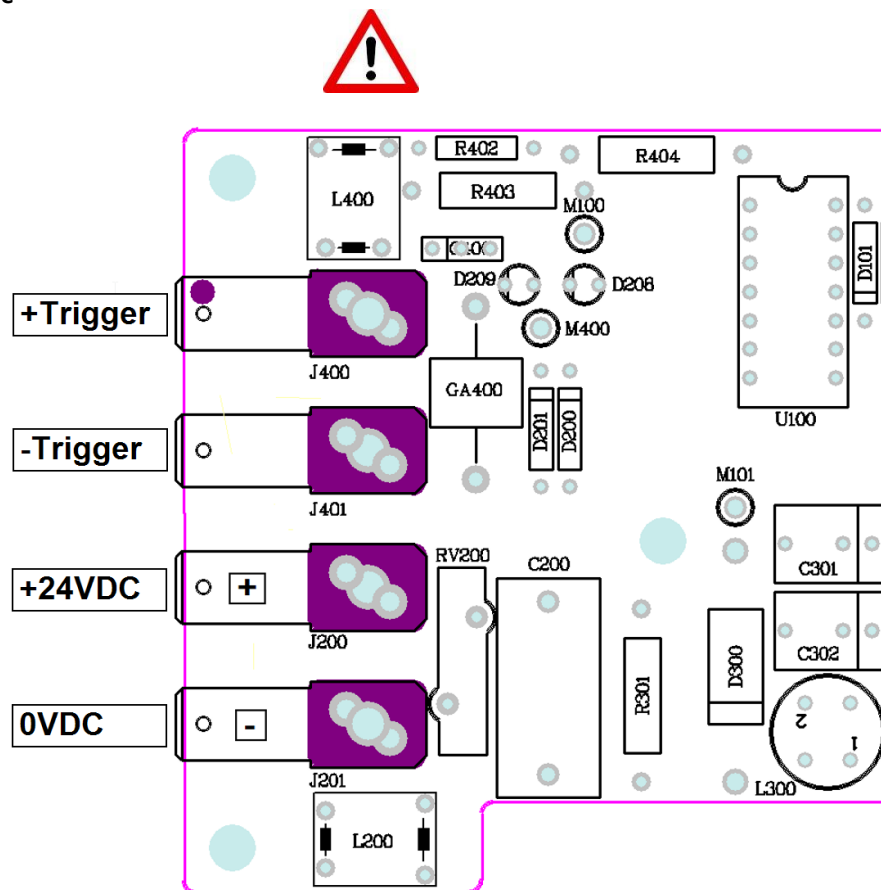 !
R402
R404
R403
L400
M100
D101
D209
D208
+Trigger
M400
J400
GA400
U100
-Trigger
D201
D200
M101
J401
RV200
C200
+24VDC
+
C301
J200
C302
D300
R301
0VDC
-
2
1
J201
L300
L200